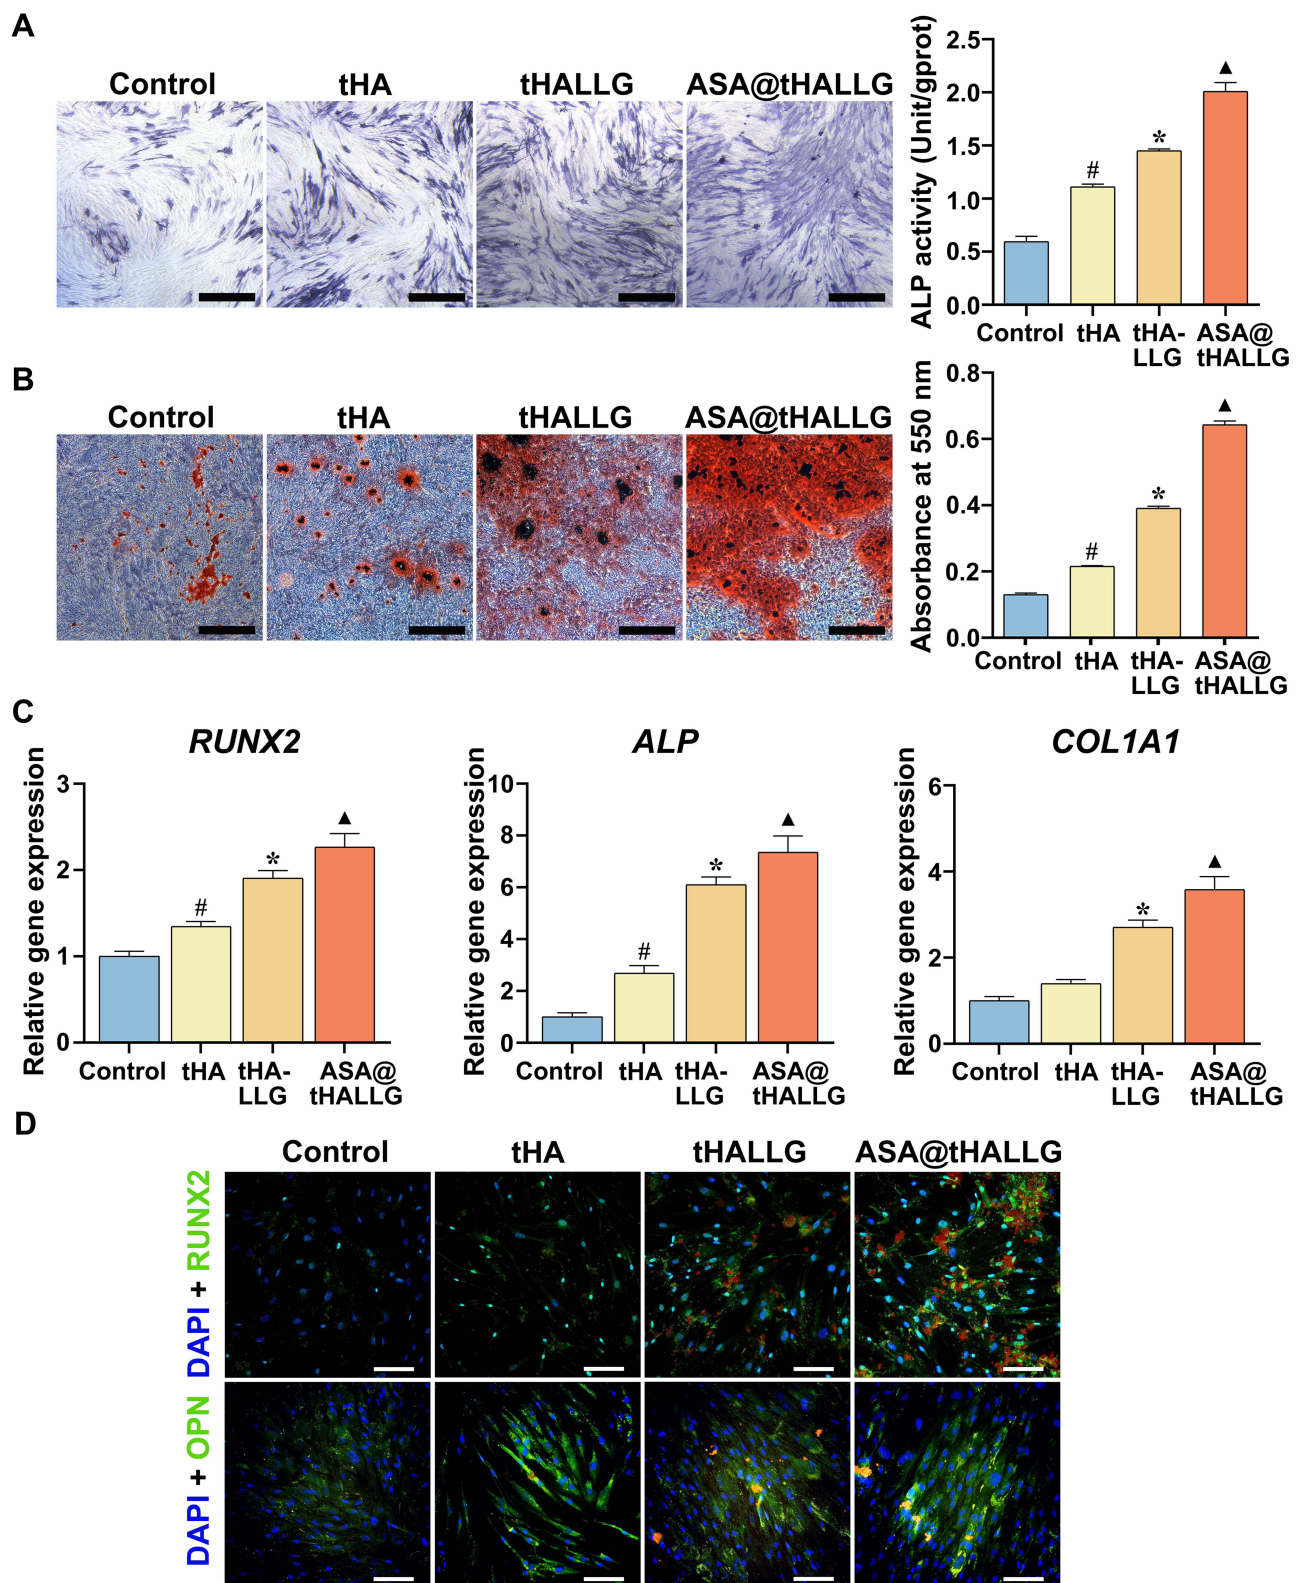 A
Control
tHA
tHALLG
ASA@tHALLG
ALP activity (Unit/gprot)
2.5
2.0
1.5
1.0
0.5
0.0
#
*
▲
Control
tHA
tHA-
LLG
ASA@
tHALLG
B
Control
tHA
tHALLG
ASA@tHALLG
Absorbance at 550 nm
0.8
0.6
0.4
0.2
0.0
#
*
▲
Control
tHA
tHA-
LLG
ASA@
tHALLG
C
RUNX2
Relative gene expression
3
2
1
0
#
*
▲
Control
tHA
tHA-
LLG
ASA@
tHALLG
ALP
Relative gene expression
10
8
6
4
2
0
#
*
▲
Control
tHA
tHA-
LLG
ASA@
tHALLG
COL1A1
Relative gene expression
6
4
2
0
*
▲
Control
tHA
tHA-
LLG
ASA@
tHALLG
D
Control
tHA
tHALLG
ASA@tHALLG
DAPI + RUNX2
DAPI + OPN